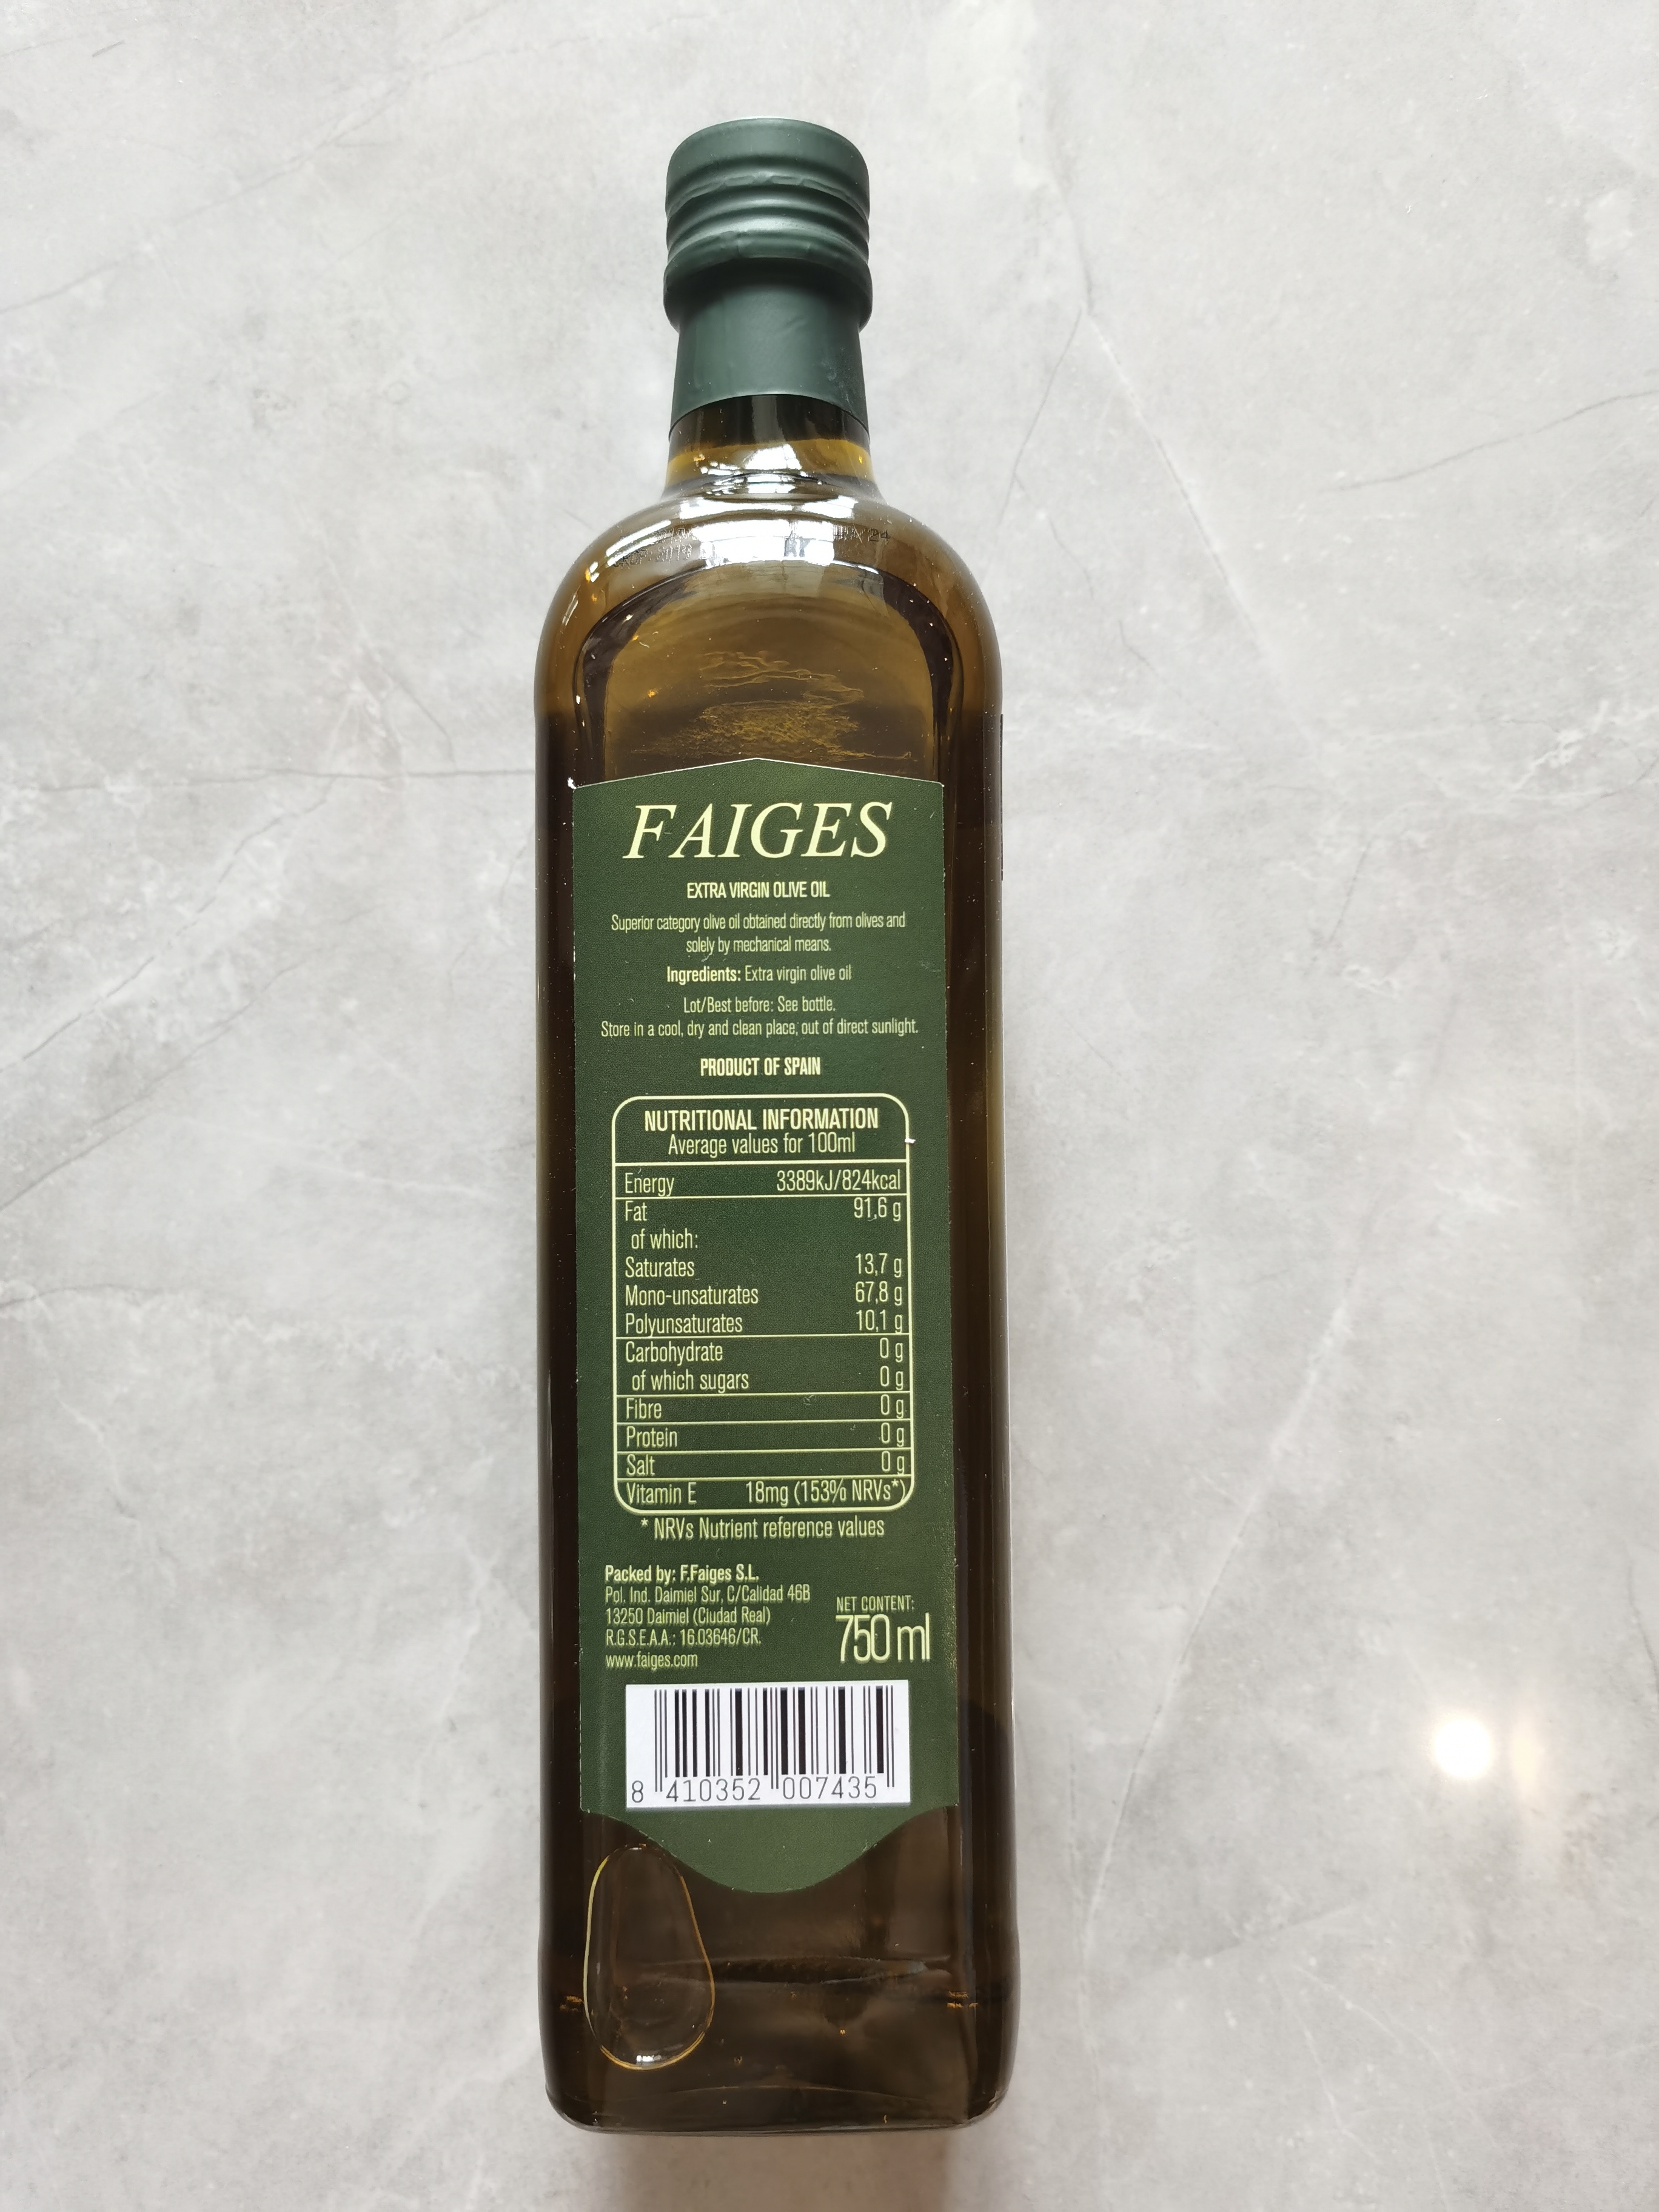 FAIGES
EXTRA VIRGIN OLIVE OIL
Superior category olive oil obtained directly from olives and
solely by mechanical means.
Ingredients: Extra virgin olive oil
Lot/Best before: See bottle.
Store in a cool, dry and clean place, out of direct sunlight.
PRODUCT OF SPAIN
NUTRITIONAL INFORMATION
Average values for 100ml
Energy 3389kJ/824kcal
Fat 91,6 g
of which:
Saturates 13,7 g
Mono-unsaturates 67,8 g
Polyunsaturates 10,1 g
Carbohydrate 0 g
of which sugars 0 g
Fibre 0 g
Protein 0 g
Salt 0 g
Vitamin E 18mg (153% NRVs*)
* NRVs Nutrient reference values
Packed by: F.Faiges S.L.
Pol. Ind. Daimiel Sur, C/Calidad 46B
13250 Daimiel (Ciudad Real)
R.G.S.E.A.A.: 16.03646/CR.
www.faiges.com
NET CONTENT:
750 ml
8 410352 007435